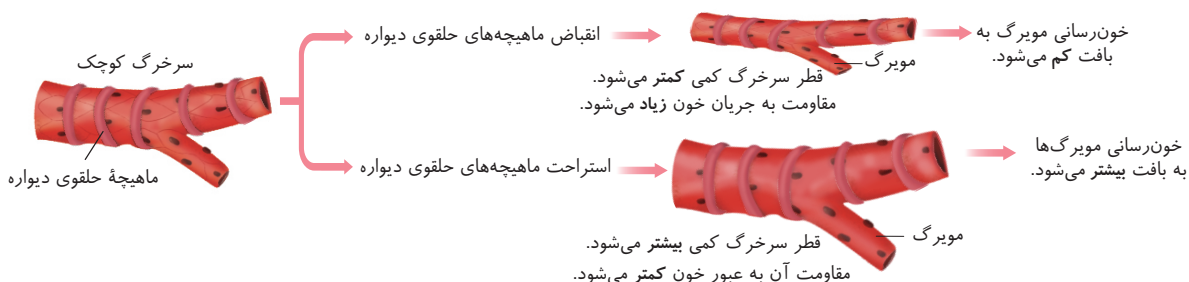 سرخرگ کوچک
ماهیچهٔ حلقوی دیواره
انقباض ماهیچه‌های حلقوی دیواره
مویرگ
قطر سرخرگ کمی کمتر می‌شود.
مقاومت به جریان خون زیاد می‌شود.
خون‌رسانی مویرگ به
بافت کم می‌شود.
استراحت ماهیچه‌های حلقوی دیواره
مویرگ
قطر سرخرگ کمی بیشتر می‌شود.
مقاومت آن به عبور خون کمتر می‌شود.
خون‌رسانی مویرگ‌ها
به بافت بیشتر می‌شود.